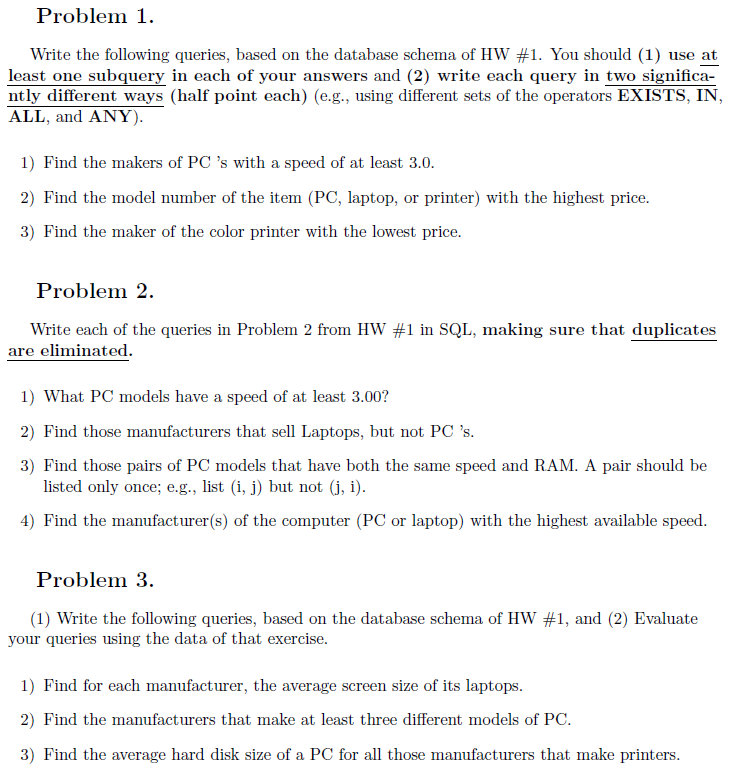 Problem 1.
Write the following queries, based on the database schema of HW #1. You should (1) use at
least one subquery in each of your answers and (2) write each query in two significa-
ntly different ways (half point each) (e.g., using different sets of the operators EXISTS, IN,
ALL, and ANY).
1) Find the makers of PC 's with a speed of at least 3.0.
2) Find the model number of the item (PC, laptop, or printer) with the highest price.
3) Find the maker of the color printer with the lowest price.
Problem 2.
Write each of the queries in Problem 2 from HW #1 in SQL, making sure that duplicates
are eliminated.
1) What PC models have a speed of at least 3.00?
2) Find those manufacturers that sell Laptops, but not PC 's.
3) Find those pairs of PC models that have both the same speed and RAM. A pair should be
listed only once; e.g., list (i, j) but not (j, i).
4) Find the manufacturer(s) of the computer (PC or laptop) with the highest available speed.
Problem 3.
(1) Write the following queries, based on the database schema of HW #1, and (2) Evaluate
your queries using the data of that exercise.
1) Find for each manufacturer, the average screen size of its laptops.
2) Find the manufacturers that make at least three different models of PC.
3) Find the average hard disk size of a PC for all those manufacturers that make printers.